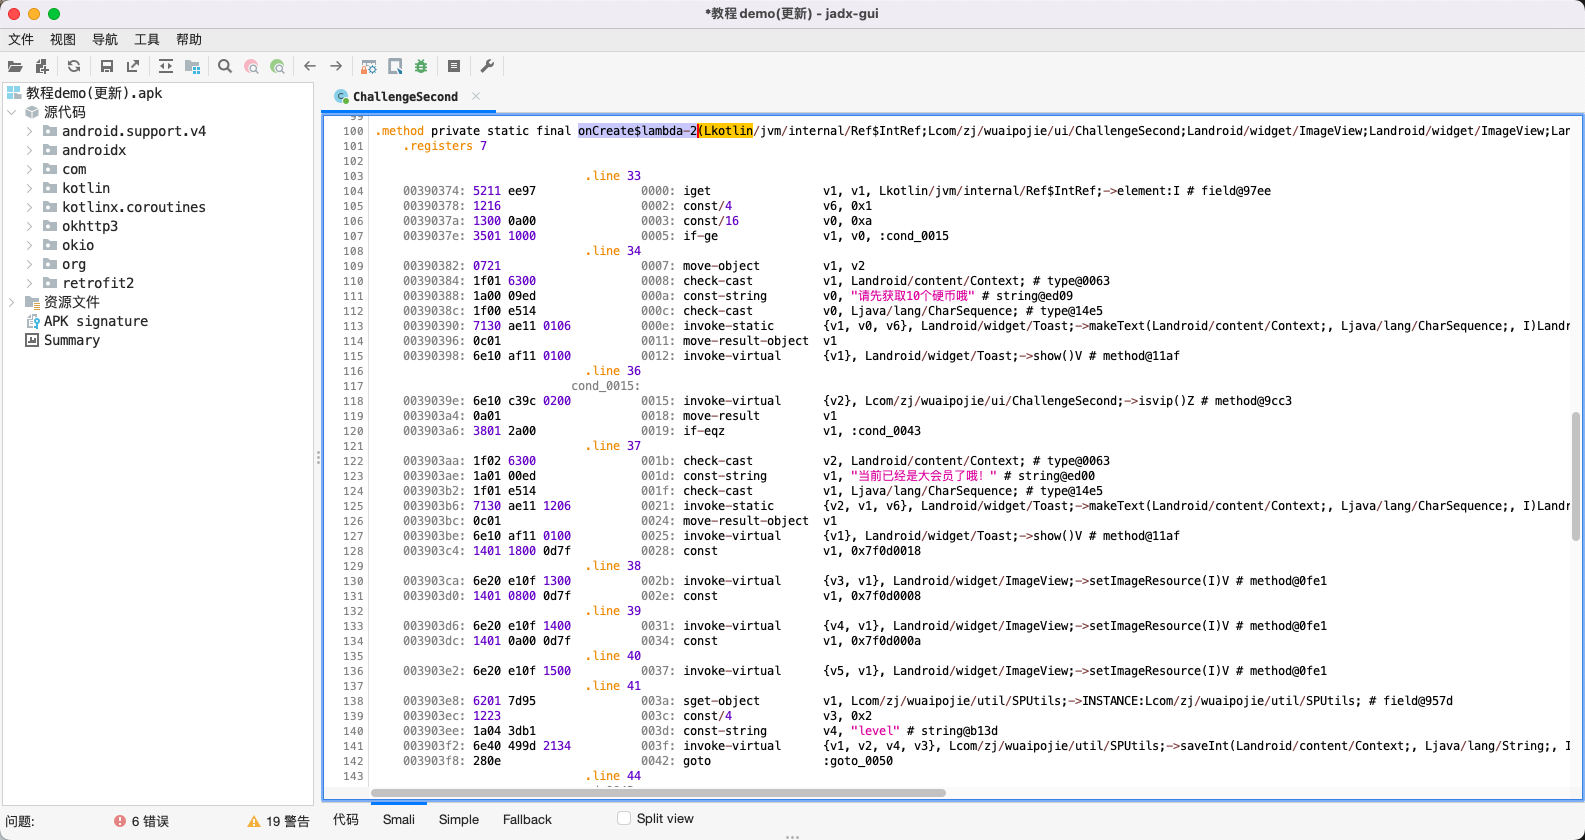 *教程demo(更新) - jadx-gui
文件 视图 导航 工具 帮助
教程demo(更新).apk
源代码
android.support.v4
androidx
com
kotlin
kotlinx.coroutines
okhttp3
okio
org
retrofit2
资源文件
APK signature
Summary
ChallengeSecond
99
100 .method private static final onCreate$lambda-2(Lkotlin/jvm/internal/Ref$IntRef;Lcom/zj/wuaipojie/ui/ChallengeSecond;Landroid/widget/ImageView;Landroid/widget/ImageView;Lan
101 .registers 7
102
103 .line 33
104 00390374: 5211 ee97 0000: iget v1, v1, Lkotlin/jvm/internal/Ref$IntRef;->element:I # field@97ee
105 00390378: 1216 0002: const/4 v6, 0x1
106 0039037a: 1300 0a00 0003: const/16 v0, 0xa
107 0039037e: 3501 1000 0005: if-ge v1, v0, :cond_0015
108 .line 34
109 00390382: 0721 0007: move-object v1, v2
110 00390384: 1f01 6300 0008: check-cast v1, Landroid/content/Context; # type@0063
111 00390388: 1a00 09ed 000a: const-string v0, "请先获取10个硬币哦" # string@ed09
112 0039038c: 1f00 e514 000c: check-cast v0, Ljava/lang/CharSequence; # type@14e5
113 00390390: 7130 ae11 0106 000e: invoke-static {v1, v0, v6}, Landroid/widget/Toast;->makeText(Landroid/content/Context;, Ljava/lang/CharSequence;, I)Landr
114 00390396: 0c01 0011: move-result-object v1
115 00390398: 6e10 af11 0100 0012: invoke-virtual {v1}, Landroid/widget/Toast;->show()V # method@11af
116 .line 36
117 cond_0015:
118 0039039e: 6e10 c39c 0200 0015: invoke-virtual {v2}, Lcom/zj/wuaipojie/ui/ChallengeSecond;->isvip()Z # method@9cc3
119 003903a4: 0a01 0018: move-result v1
120 003903a6: 3801 2a00 0019: if-eqz v1, :cond_0043
121 .line 37
122 003903aa: 1f02 6300 001b: check-cast v2, Landroid/content/Context; # type@0063
123 003903ae: 1a01 00ed 001d: const-string v1, "当前已经是大会员了哦！" # string@ed00
124 003903b2: 1f01 e514 001f: check-cast v1, Ljava/lang/CharSequence; # type@14e5
125 003903b6: 7130 ae11 1206 0021: invoke-static {v2, v1, v6}, Landroid/widget/Toast;->makeText(Landroid/content/Context;, Ljava/lang/CharSequence;, I)Landr
126 003903bc: 0c01 0024: move-result-object v1
127 003903be: 6e10 af11 0100 0025: invoke-virtual {v1}, Landroid/widget/Toast;->show()V # method@11af
128 003903c4: 1401 1800 0d7f 0028: const v1, 0x7f0d0018
129 .line 38
130 003903ca: 6e20 e10f 1300 002b: invoke-virtual {v3, v1}, Landroid/widget/ImageView;->setImageResource(I)V # method@0fe1
131 003903d0: 1401 0800 0d7f 002e: const v1, 0x7f0d0008
132 .line 39
133 003903d6: 6e20 e10f 1400 0031: invoke-virtual {v4, v1}, Landroid/widget/ImageView;->setImageResource(I)V # method@0fe1
134 003903dc: 1401 0a00 0d7f 0034: const v1, 0x7f0d000a
135 .line 40
136 003903e2: 6e20 e10f 1500 0037: invoke-virtual {v5, v1}, Landroid/widget/ImageView;->setImageResource(I)V # method@0fe1
137 .line 41
138 003903e8: 6201 7d95 003a: sget-object v1, Lcom/zj/wuaipojie/util/SPUtils;->INSTANCE:Lcom/zj/wuaipojie/util/SPUtils; # field@957d
139 003903ec: 1223 003c: const/4 v3, 0x2
140 003903ee: 1a04 3db1 003d: const-string v4, "level" # string@b13d
141 003903f2: 6e40 499d 2134 003f: invoke-virtual {v1, v2, v4, v3}, Lcom/zj/wuaipojie/util/SPUtils;->saveInt(Landroid/content/Context;, Ljava/lang/String;, I
142 003903f8: 280e 0042: goto :goto_0050
143 .line 44
问题: 6 错误 19 警告 代码 Smali Simple Fallback Split view